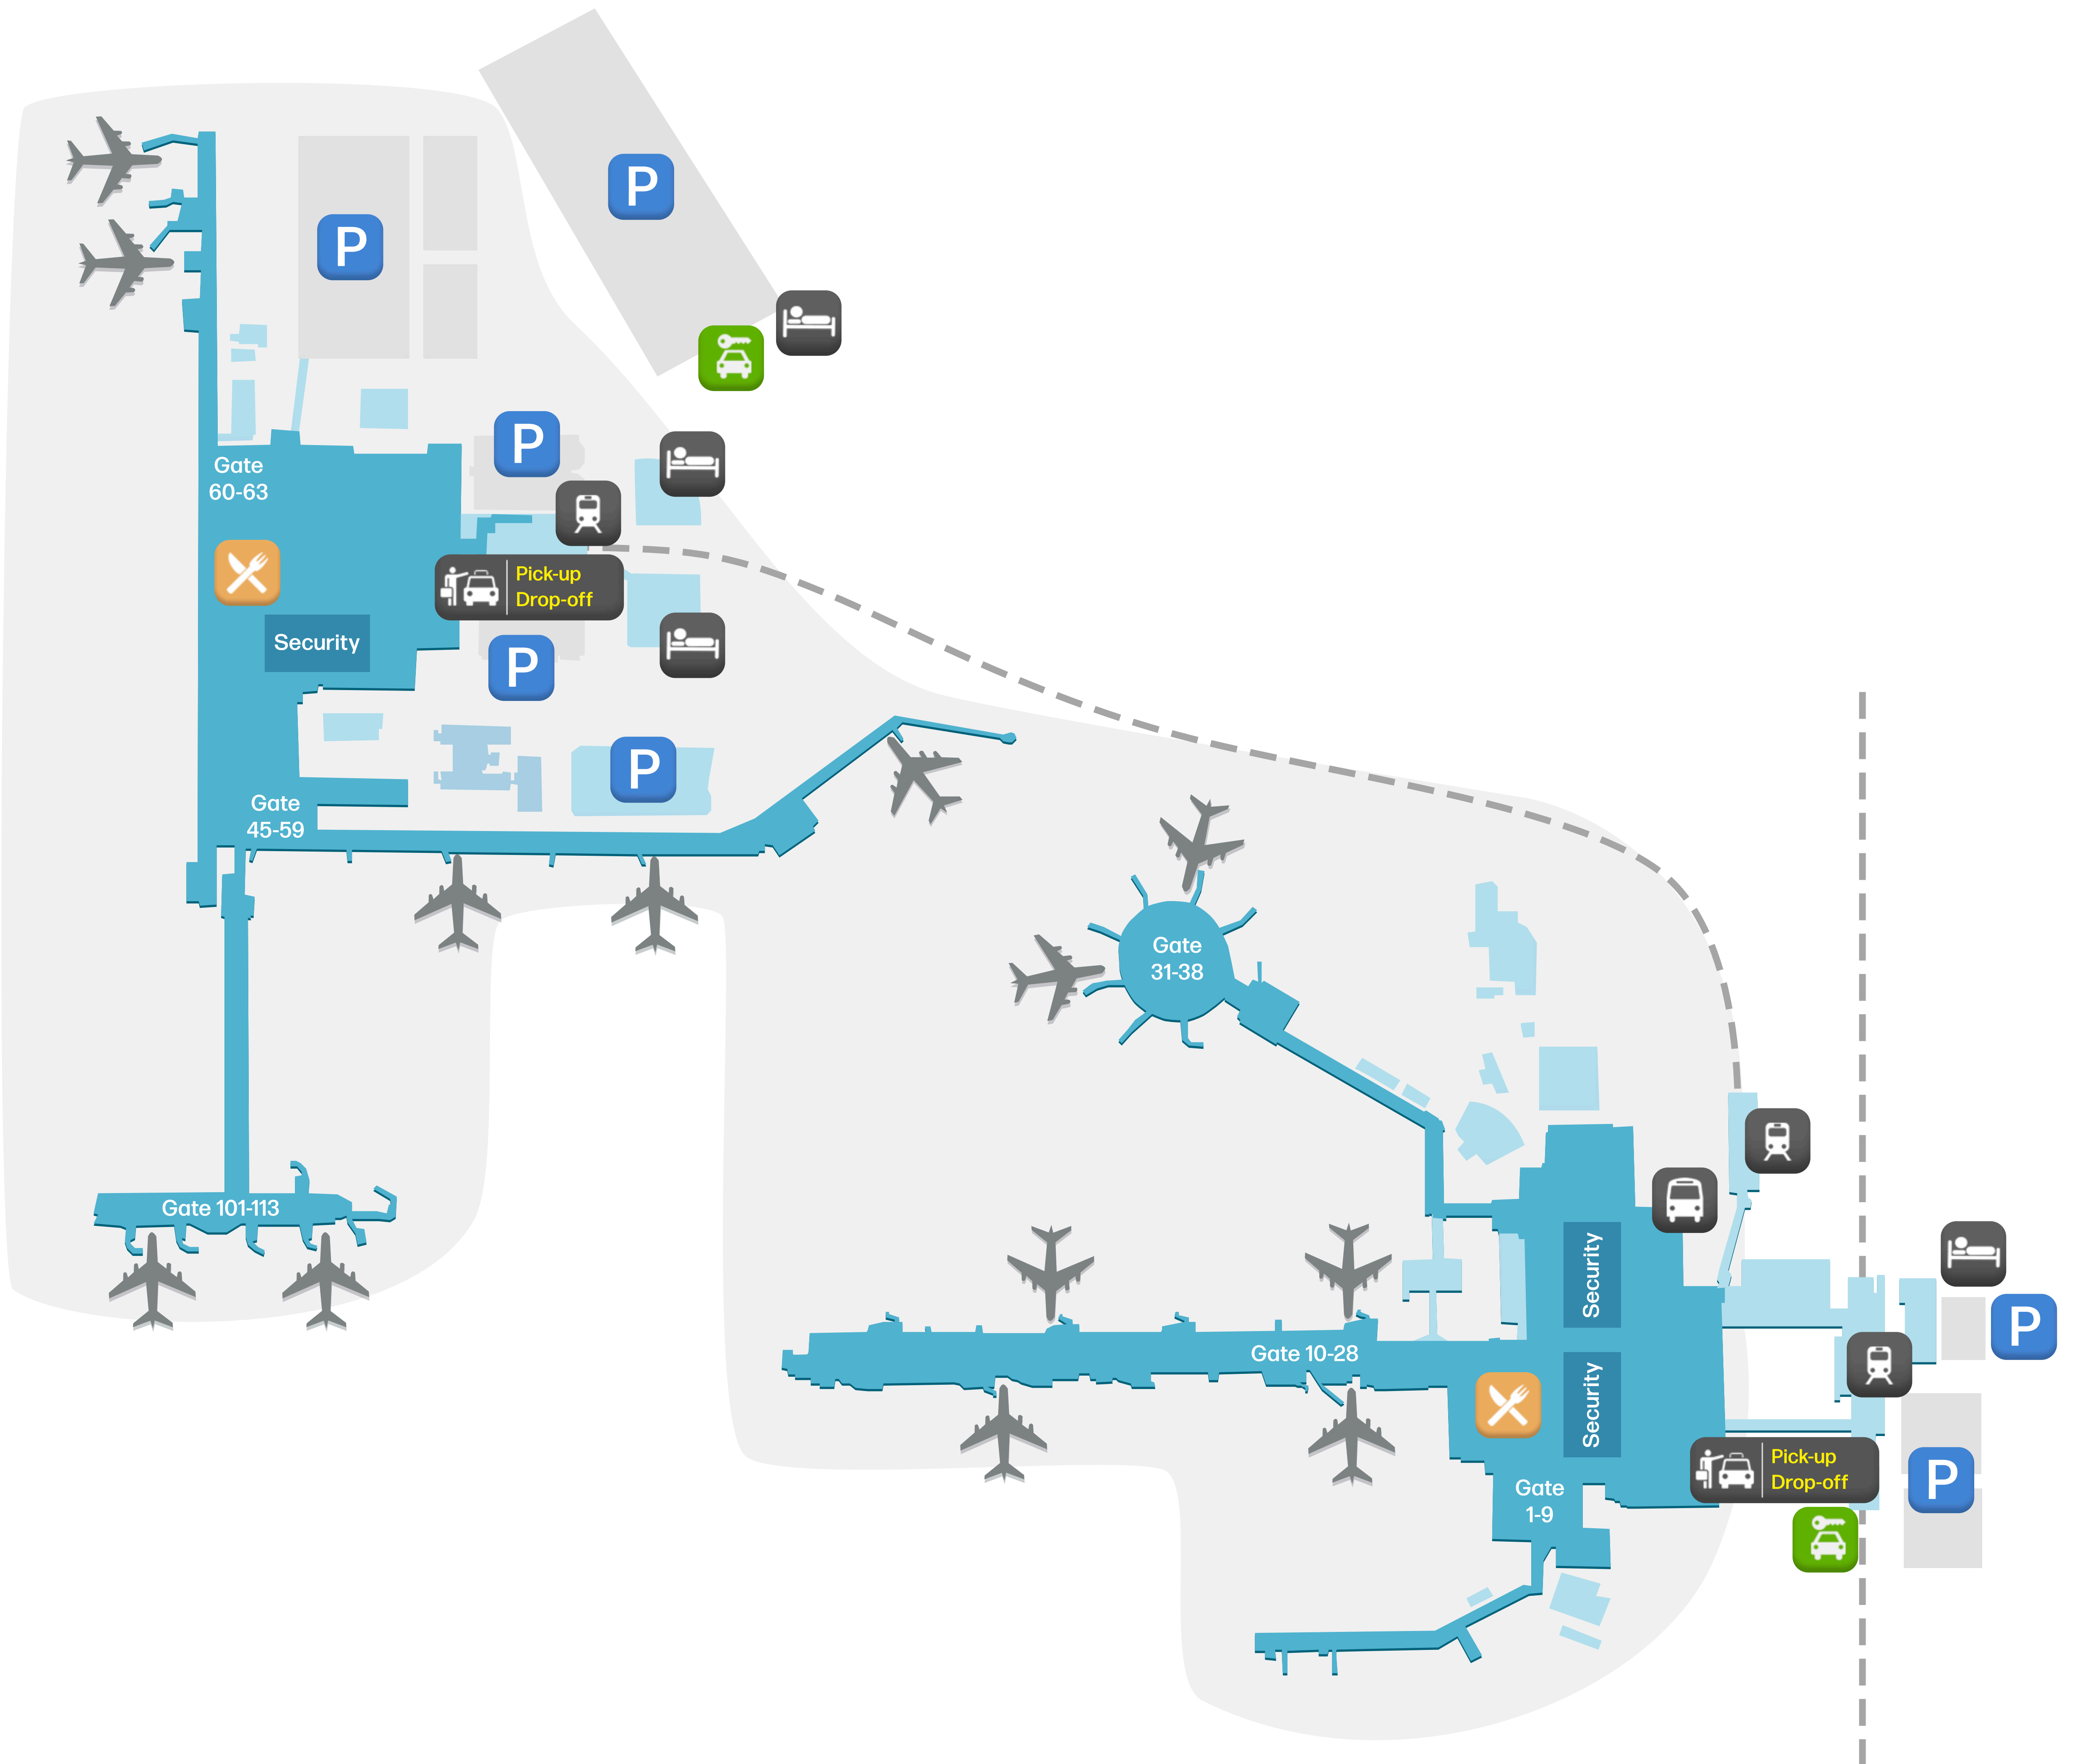 P
P
Gate
60-63
P
Pick-up
Drop-off
Security
P
P
Gate
45-59
Gate
31-38
Gate 101-113
Security
P
Gate 10-28
Security
Pick-up
Drop-off
P
Gate
1-9